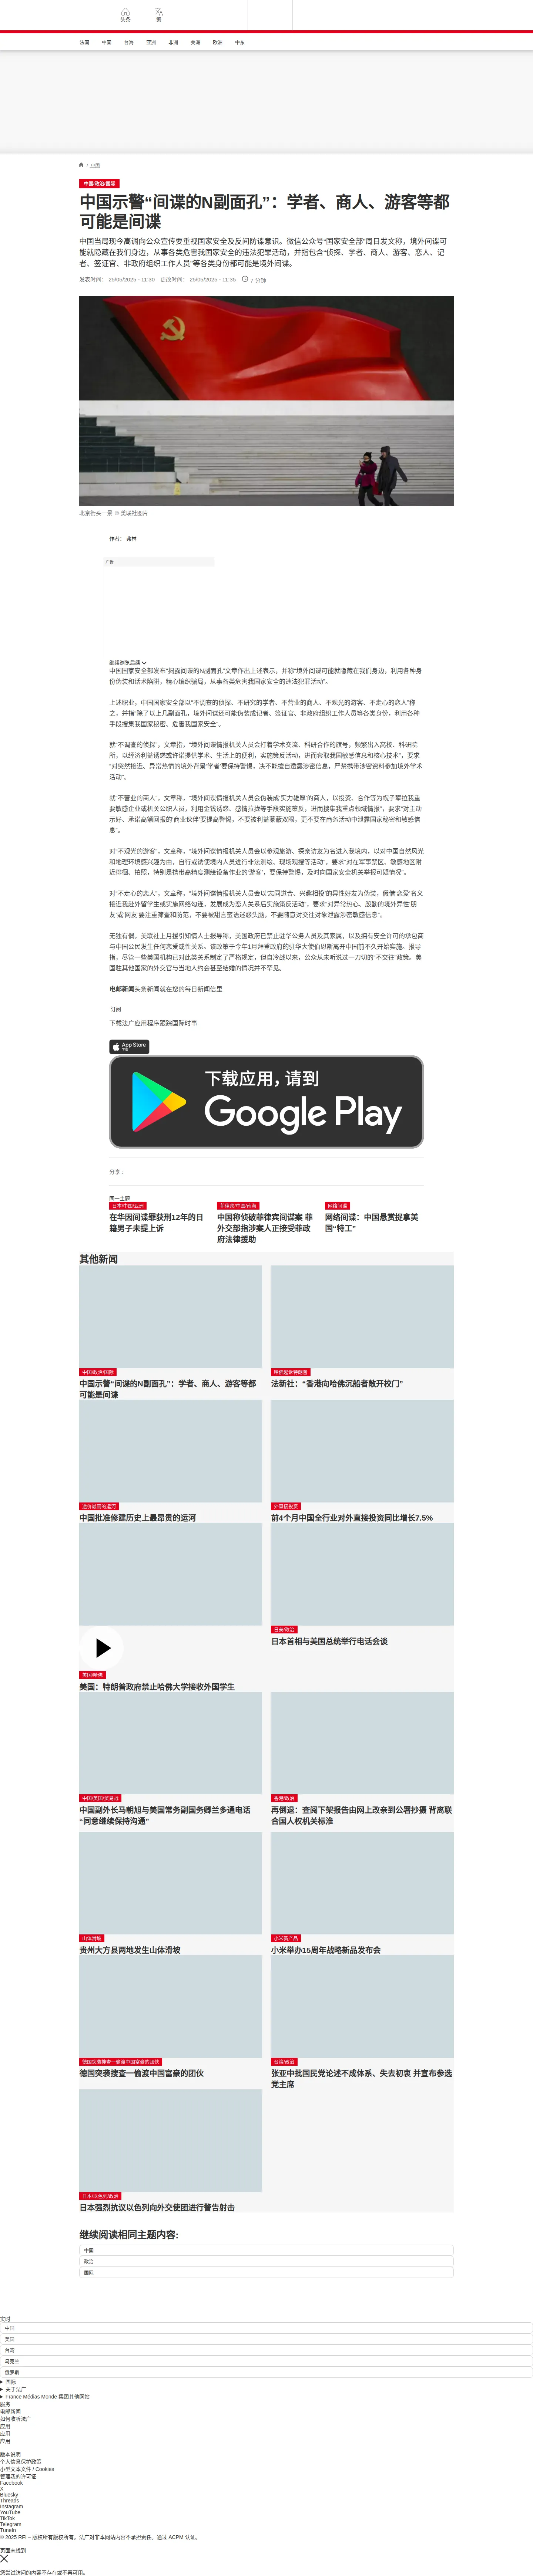 头条
繁
法国
中国
台海
亚洲
非洲
美洲
欧洲
中东
/ 中国
中国/政治/国际
中国示警“间谍的N副面孔”：学者、商人、游客等都
可能是间谍
中国当局现今高调向公众宣传要重视国家安全及反间防谍意识。微信公众号“国家安全部”周日发文称，境外间谍可
能就隐藏在我们身边，从事各类危害我国家安全的违法犯罪活动，并指包含“侦探、学者、商人、游客、恋人、记
者、签证官、非政府组织工作人员”等各类身份都可能是境外间谍。
发表时间： 25/05/2025 - 11:30 更改时间： 25/05/2025 - 11:35 7 分钟
北京街头一景 © 美联社图片
作者： 弗林
广告
继续浏览后续
中国国家安全部发布“揭露间谍的N副面孔”文章作出上述表示，并称“境外间谍可能就隐藏在我们身边，利用各种身
份伪装和话术陷阱，精心编织骗局，从事各类危害我国家安全的违法犯罪活动”。
上述职业，中国国家安全部以“不调查的侦探、不研究的学者、不营业的商人、不观光的游客、不走心的恋人”称
之，并指“除了以上几副面孔，境外间谍还可能伪装成记者、签证官、非政府组织工作人员等各类身份，利用各种
手段搜集我国家秘密、危害我国家安全”。
就“不调查的侦探”，文章指，“境外间谍情报机关人员会打着学术交流、科研合作的旗号，频繁出入高校、科研院
所，以经济利益诱惑或许诺提供学术、生活上的便利，实施策反活动，进而套取我国敏感信息和核心技术”，要求
“对突然接近、异常热情的境外背景‘学者’要保持警惕，决不能擅自透露涉密信息，严禁携带涉密资料参加境外学术
活动”。
就“不营业的商人”，文章称，“境外间谍情报机关人员会伪装成‘实力雄厚’的商人，以投资、合作等为幌子攀拉我重
要敏感企业或机关公职人员，利用金钱诱惑、感情拉拢等手段实施策反，进而搜集我重点领域情报”，要求“对主动
示好、承诺高额回报的‘商业伙伴’要提高警惕，不要被利益蒙蔽双眼，更不要在商务活动中泄露国家秘密和敏感信
息”。
对“不观光的游客”，文章称，“境外间谍情报机关人员会以参观旅游、探亲访友为名进入我境内，以对中国自然风光
和地理环境感兴趣为由，自行或诱使境内人员进行非法测绘、现场观搜等活动”，要求“对在军事禁区、敏感地区附
近徘徊、拍照，特别是携带高精度测绘设备作业的‘游客’，要保持警惕，及时向国家安全机关举报可疑情况”。
对“不走心的恋人”，文章称，“境外间谍情报机关人员会以‘志同道合、兴趣相投’的异性好友为伪装，假借‘恋爱’名义
接近我赴外留学生或实施网络勾连，发展成为恋人关系后实施策反活动”，要求“对异常热心、殷勤的境外异性‘朋
友’或‘网友’要注重筛查和防范，不要被甜言蜜语迷惑头脑，不要随意对交往对象泄露涉密敏感信息”。
无独有偶，美联社上月援引知情人士报导称，美国政府已禁止驻华公务人员及其家属，以及拥有安全许可的承包商
与中国公民发生任何恋爱或性关系。该政策于今年1月拜登政府的驻华大使伯恩斯离开中国前不久开始实施。报导
指，尽管一些美国机构已对此类关系制定了严格规定，但自冷战以来，公众从未听说过一刀切的“不交往”政策。美
国驻其他国家的外交官与当地人约会甚至结婚的情况并不罕见。
电邮新闻头条新闻就在您的每日新闻信里
订阅
下载法广应用程序跟踪国际时事
App Store
下载
下载应用，请到
Google Play
分享 :
同一主题
日本/中国/亚洲
在华因间谍罪获刑12年的日
籍男子未提上诉
菲律宾/中国/南海
中国称侦破菲律宾间谍案 菲
外交部指涉案人正接受菲政
府法律援助
网络间谍
网络间谍：中国悬赏捉拿美
国“特工”
其他新闻
中国/政治/国际
中国示警“间谍的N副面孔”：学者、商人、游客等都
可能是间谍
哈佛起诉特朗普
法新社：“香港向哈佛沉船者敞开校门”
造价最高的运河
中国批准修建历史上最昂贵的运河
外直接投资
前4个月中国全行业对外直接投资同比增长7.5%
美国/哈佛
美国：特朗普政府禁止哈佛大学接收外国学生
日美/政治
日本首相与美国总统举行电话会谈
中国/美国/贸易战
中国副外长马朝旭与美国常务副国务卿兰多通电话
“同意继续保持沟通”
香港/政治
再倒退：查阅下架报告由网上改亲到公署抄摄 背离联
合国人权机关标准
山体滑坡
贵州大方县两地发生山体滑坡
小米新产品
小米举办15周年战略新品发布会
德国突袭搜查一偷渡中国富豪的团伙
德国突袭搜查一偷渡中国富豪的团伙
台湾/政治
张亚中批国民党论述不成体系、失去初衷 并宣布参选
党主席
日本/以色列/政治
日本强烈抗议以色列向外交使团进行警告射击
继续阅读相同主题内容:
中国
政治
国际
实时
中国
美国
台湾
乌克兰
俄罗斯
国际
关于法广
France Médias Monde 集团其他网站
服务
电邮新闻
如何收听法广
应用
应用
应用
版本说明
个人信息保护政策
小型文本文件 / Cookies
管理我的许可证
Facebook
X
Bluesky
Threads
Instagram
YouTube
TikTok
Telegram
TuneIn
© 2025 RFI – 版权所有版权所有。法广对非本网站内容不承担责任。通过 ACPM 认证。
页面未找到
您尝试访问的内容不存在或不再可用。